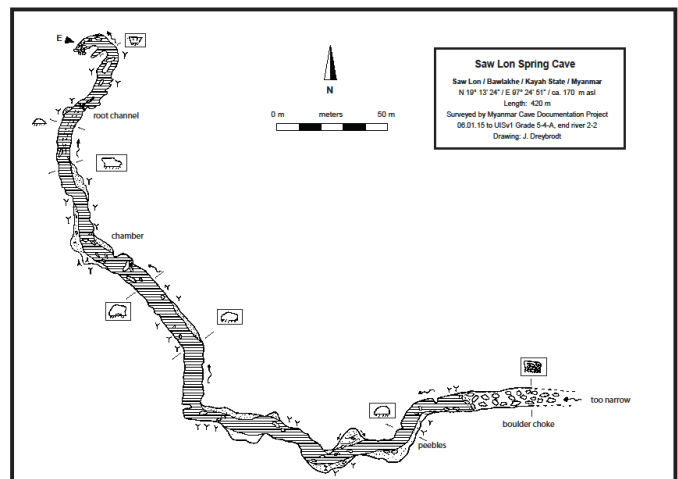 E
root channel
chamber
N
0 m meters 50 m
Saw Lon Spring Cave
Saw Lon / Bawlakhe / Kayah State / Myanmar
N 19° 13' 24" / E 97° 24' 51" / ca. 170 m asl
Length: 420 m
Surveyed by Myanmar Cave Documentation Project
06.01.15 to UISv1 Grade 5-4-A, end river 2-2
Drawing: J. Dreybrodt
too narrow
boulder choke
peebles